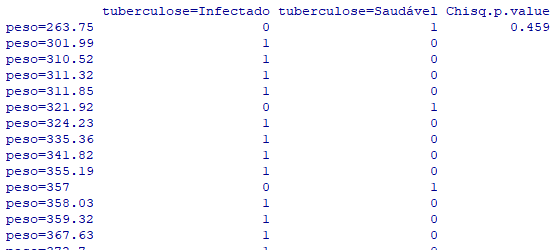 tuberculose=Infectado tuberculose=Saudável Chisq.p.value
peso=263.75 0 1 0.459
peso=301.99 1 0
peso=310.52 1 0
peso=311.32 1 0
peso=311.85 1 0
peso=321.92 0 1
peso=324.23 1 0
peso=335.36 1 0
peso=341.82 1 0
peso=355.19 1 0
peso=357 0 1
peso=358.03 1 0
peso=359.32 1 0
peso=367.63 1 0